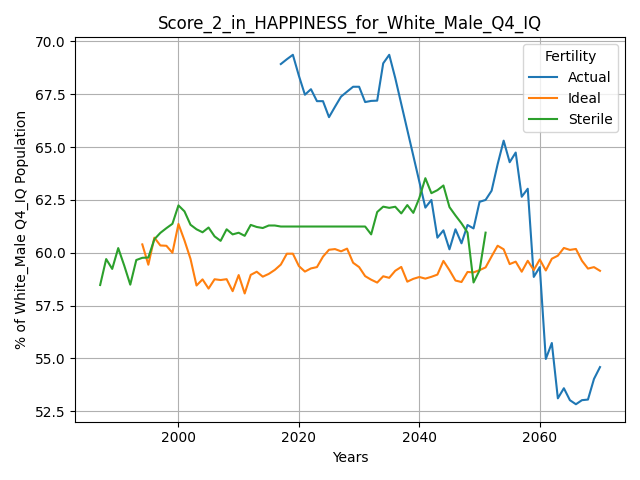 Score_2_in_HAPPINESS_for_White_Male_Q4_IQ
% of White_Male Q4_IQ Population
70.0
67.5
65.0
62.5
60.0
57.5
55.0
52.5
Fertility
Actual
Ideal
Sterile
2000
2020
2040
2060
Years